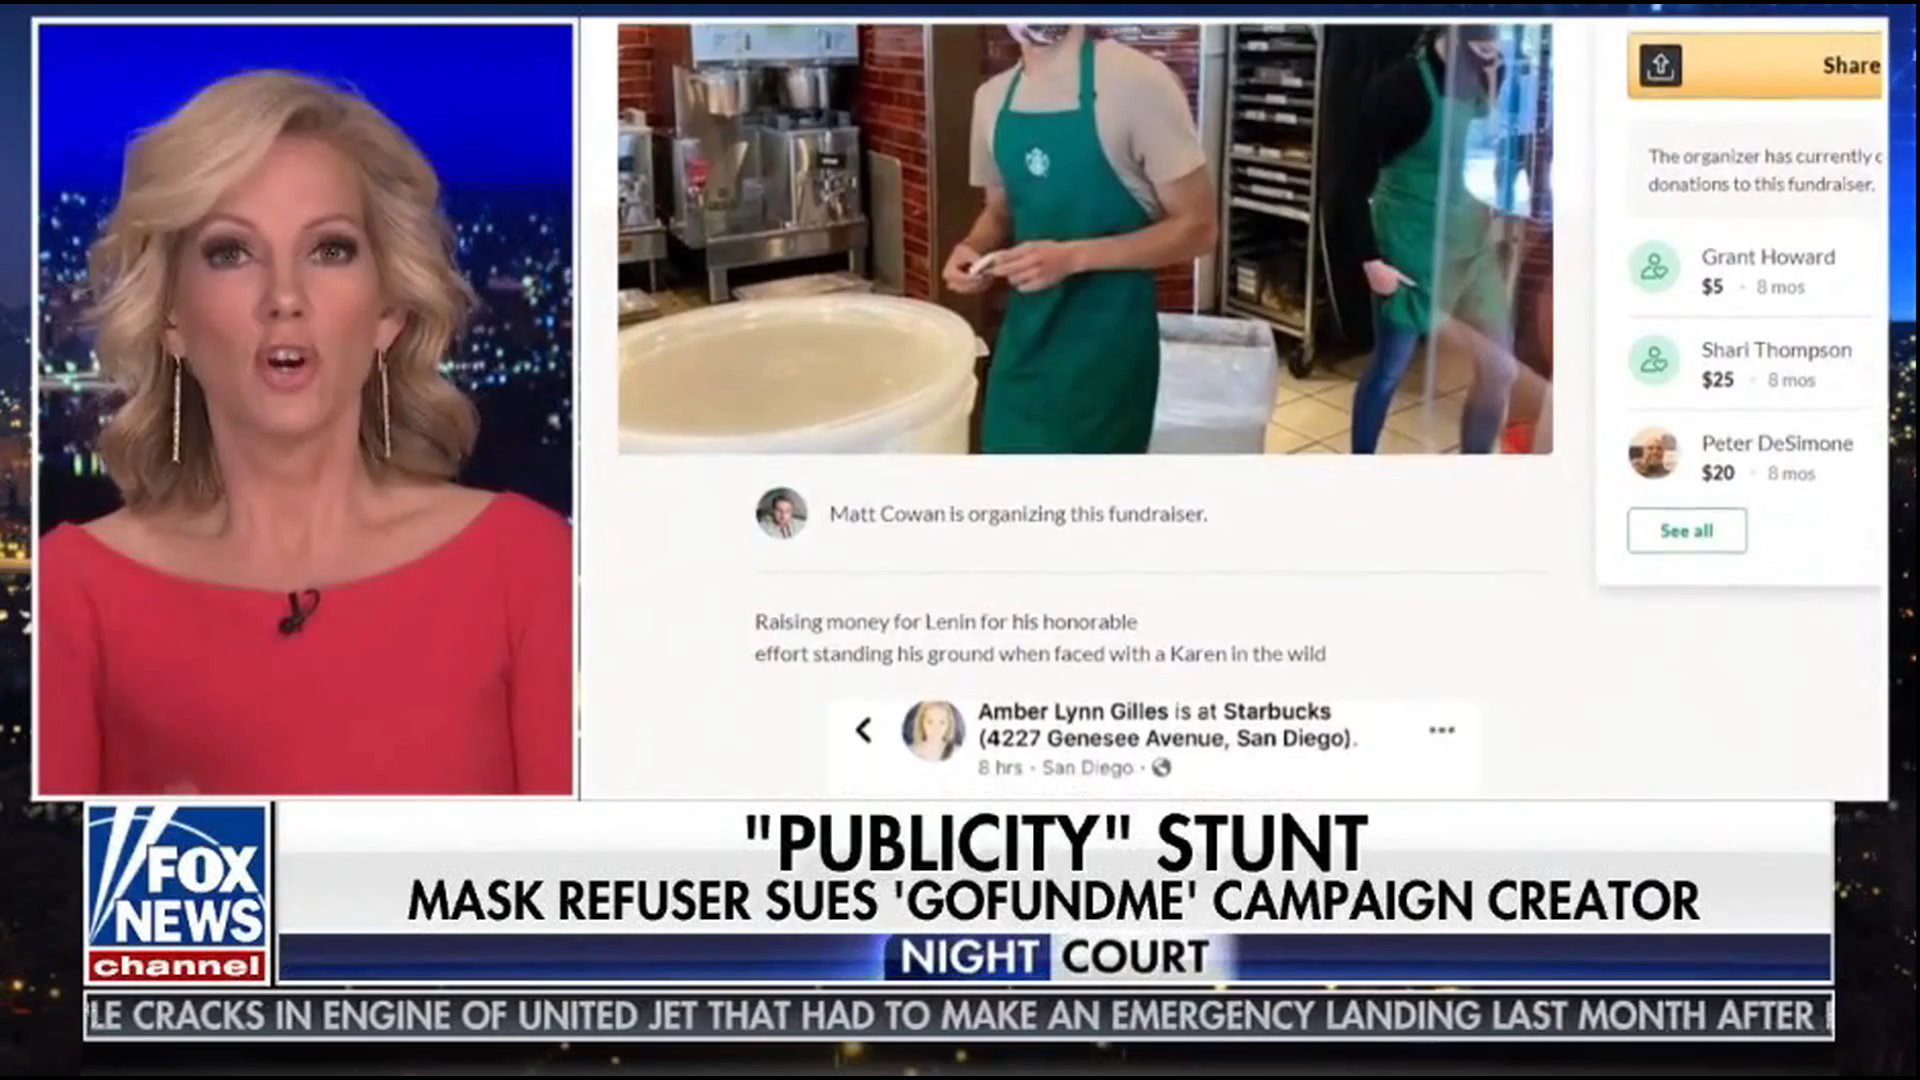 Share
The organizer has currently
donations to this fundraiser.
Grant Howard
$5 • 8 mos
Shari Thompson
$25 • 8 mos
Peter DeSimone
$20 • 8 mos
See all
Matt Cowan is organizing this fundraiser.
Raising money for Lenin for his honorable
effort standing his ground when faced with a Karen in the wild
Amber Lynn Gilles is at Starbucks
(4227 Genesee Avenue, San Diego).
8 hrs · San Diego ·
FOX
NEWS
channel
"PUBLICITY" STUNT
MASK REFUSER SUES 'GOFUNDME' CAMPAIGN CREATOR
NIGHT COURT
LE CRACKS IN ENGINE OF UNITED JET THAT HAD TO MAKE AN EMERGENCY LANDING LAST MONTH AFTER